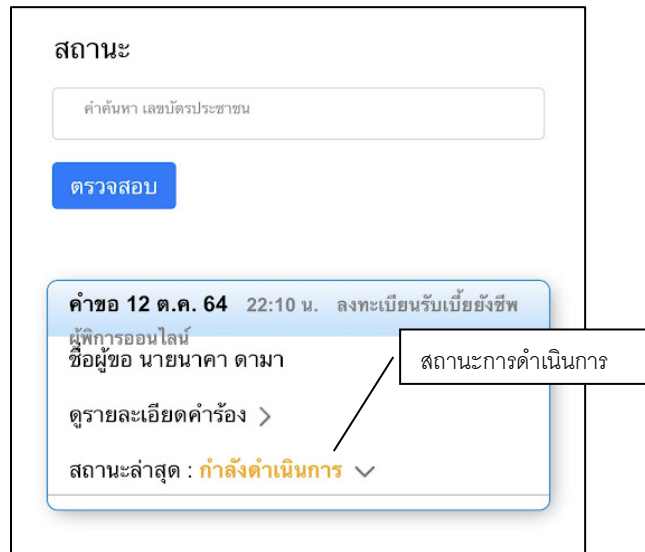 สถานะ
คำค้นหา เลขบัตรประชาชน
ตรวจสอบ
คำขอ 12 ต.ค. 64 22:10 น. ลงทะเบียนรับเบี้ยยังชีพ
ผู้พิการออนไลน์
ชื่อผู้ขอ นายนาคา ดามา
สถานะการดำเนินการ
ดูรายละเอียดคำร้อง >
สถานะล่าสุด : กำลังดำเนินการ